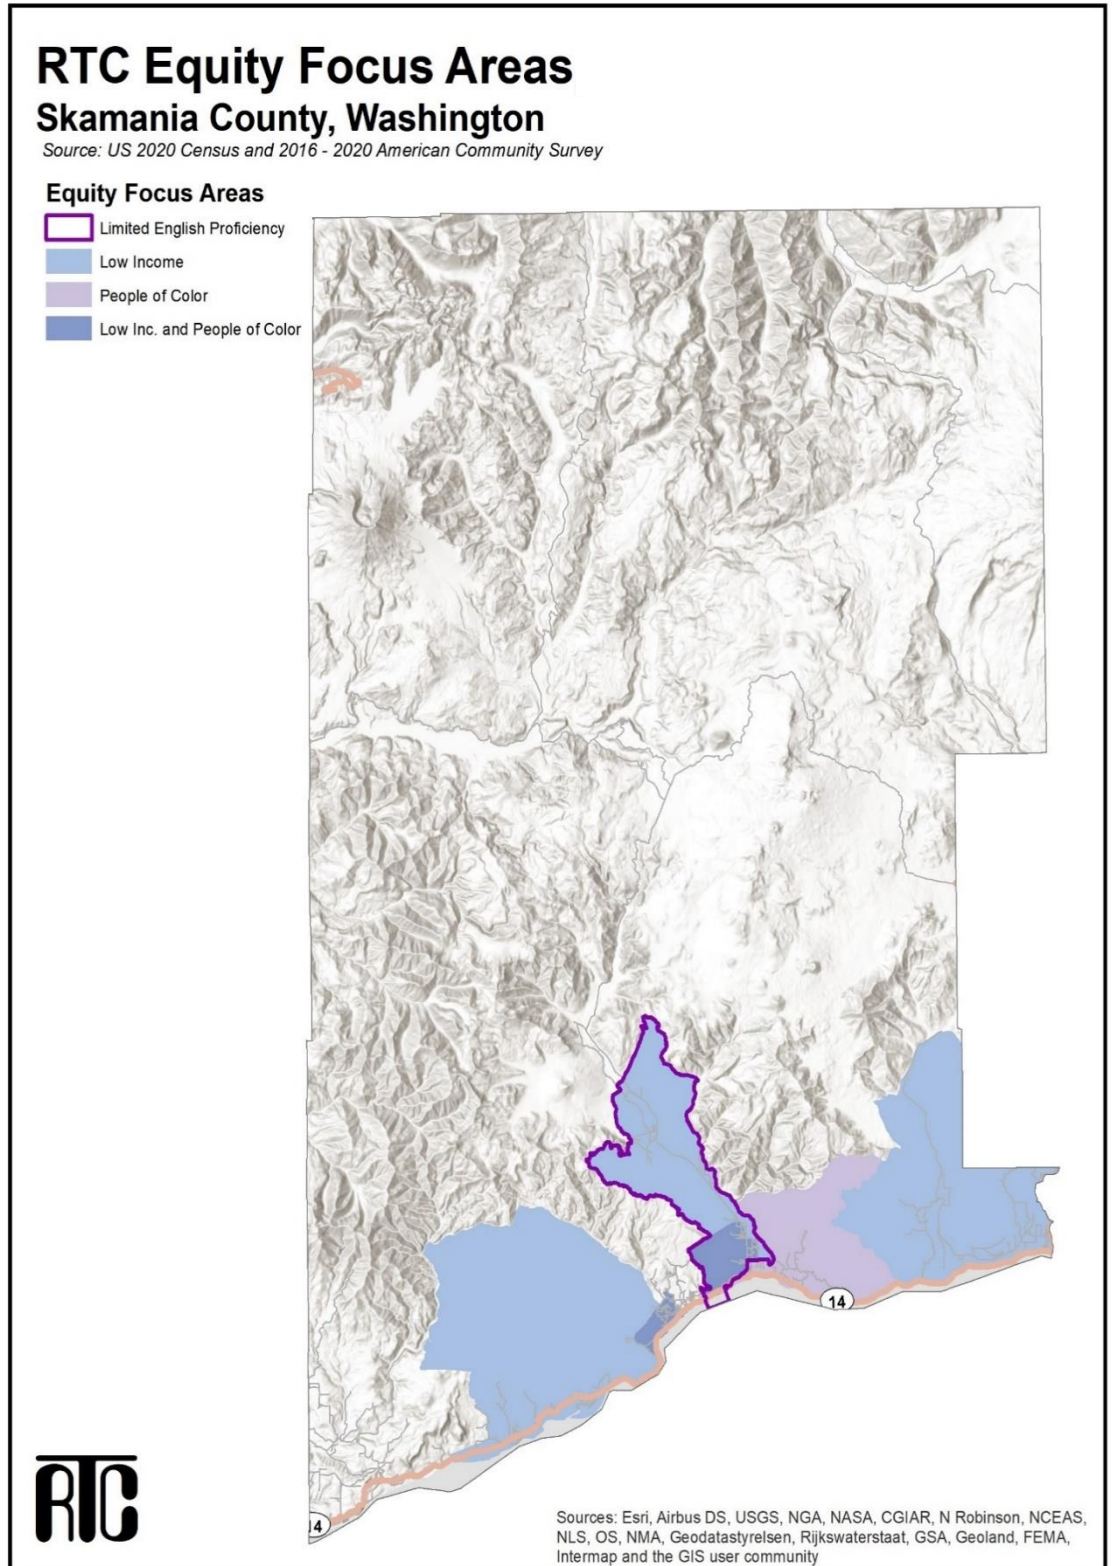 RTC Equity Focus Areas
Skamania County, Washington
Source: US 2020 Census and 2016 - 2020 American Community Survey
Equity Focus Areas
Limited English Proficiency
Low Income
People of Color
Low Inc. and People of Color
14
14
RTC
Sources: Esri, Airbus DS, USGS, NGA, NASA, CGIAR, N Robinson, NCEAS,
NLS, OS, NMA, Geodatastyrelsen, Rijkswaterstaat, GSA, Geoland, FEMA,
Intermap and the GIS user community